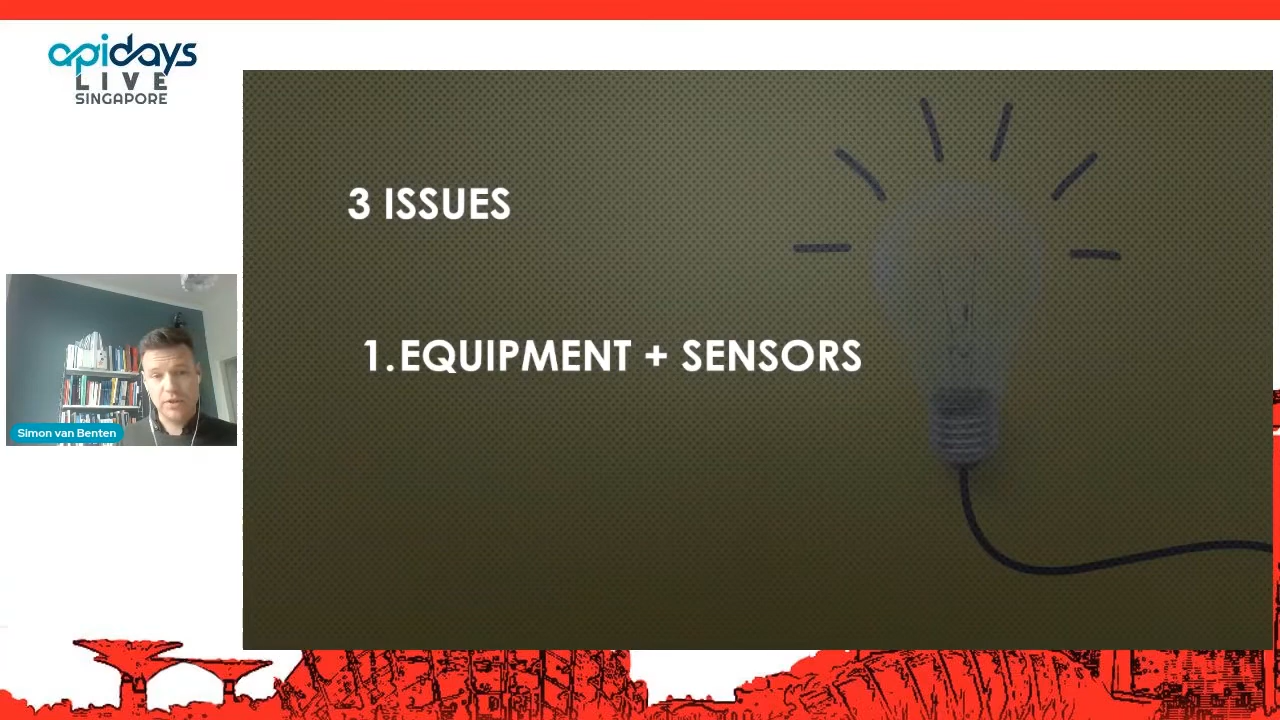 apidays
LIVE
SINGAPORE
3 ISSUES
1.EQUIPMENT + SENSORS
Simon van Benten